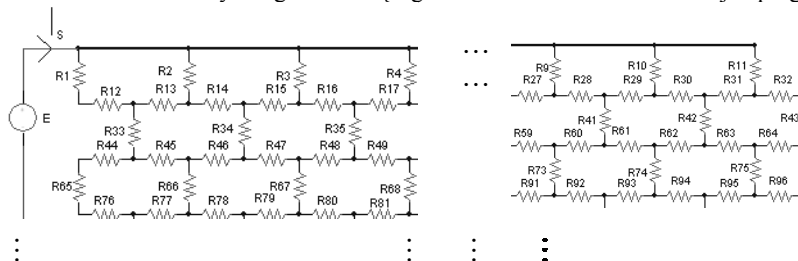 S
R1 R2 R3 R4 ... R9 R10 R11
R12 R13 R14 R15 R16 R17 ... R27 R28 R29 R30 R31 R32
E
R33 R34 R35 R41 R42 R43
R44 R45 R46 R47 R48 R49 R59 R60 R61 R62 R63 R64
R65 R66 R67 R68 R73 R74 R75
R76 R77 R78 R79 R80 R81 R91 R92 R93 R94 R95 R96